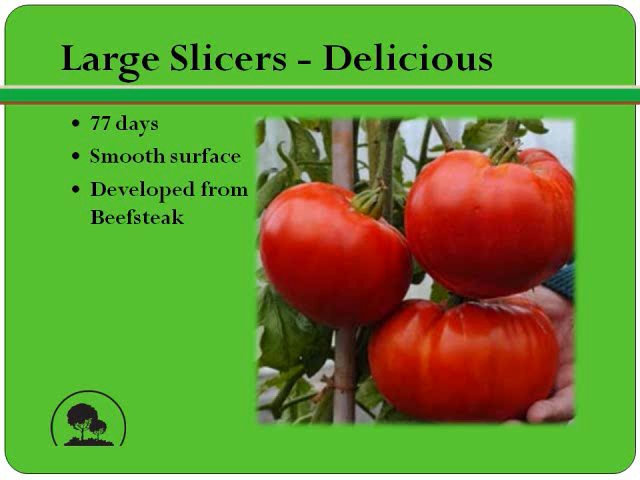 Large Slicers - Delicious
• 77 days
• Smooth surface
• Developed from
Beefsteak